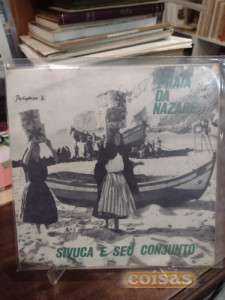 Parlophone
PRAIA
DA
NAZARÉ
SIVUCA E SEU CONJUNTO
coisas